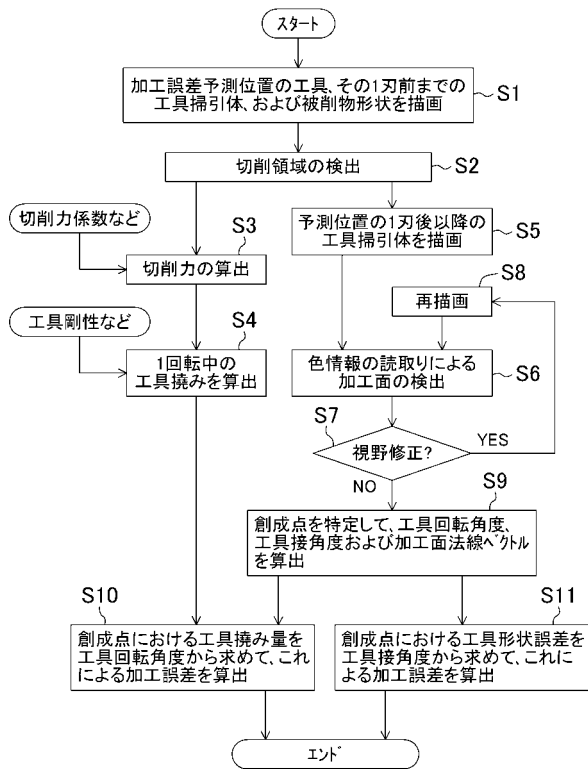 スタート
加工誤差予測位置の工具、その1刃前までの
工具掃引体、および被削物形状を描画
S1
切削領域の検出
S2
切削力係数など
S3
切削力の算出
予測位置の1刃後以降の
工具掃引体を描画
S5
S8
再描画
工具剛性など
S4
1回転中の
工具撓みを算出
色情報の読取りによる
加工面の検出
S6
S7
視野修正?
YES
NO
S9
創成点を特定して、工具回転角度、
工具接角度および加工面法線ベクトル
を算出
S10
創成点における工具撓み量を
工具回転角度から求めて、これ
による加工誤差を算出
S11
創成点における工具形状誤差を
工具接角度から求めて、これに
よる加工誤差を算出
エンド